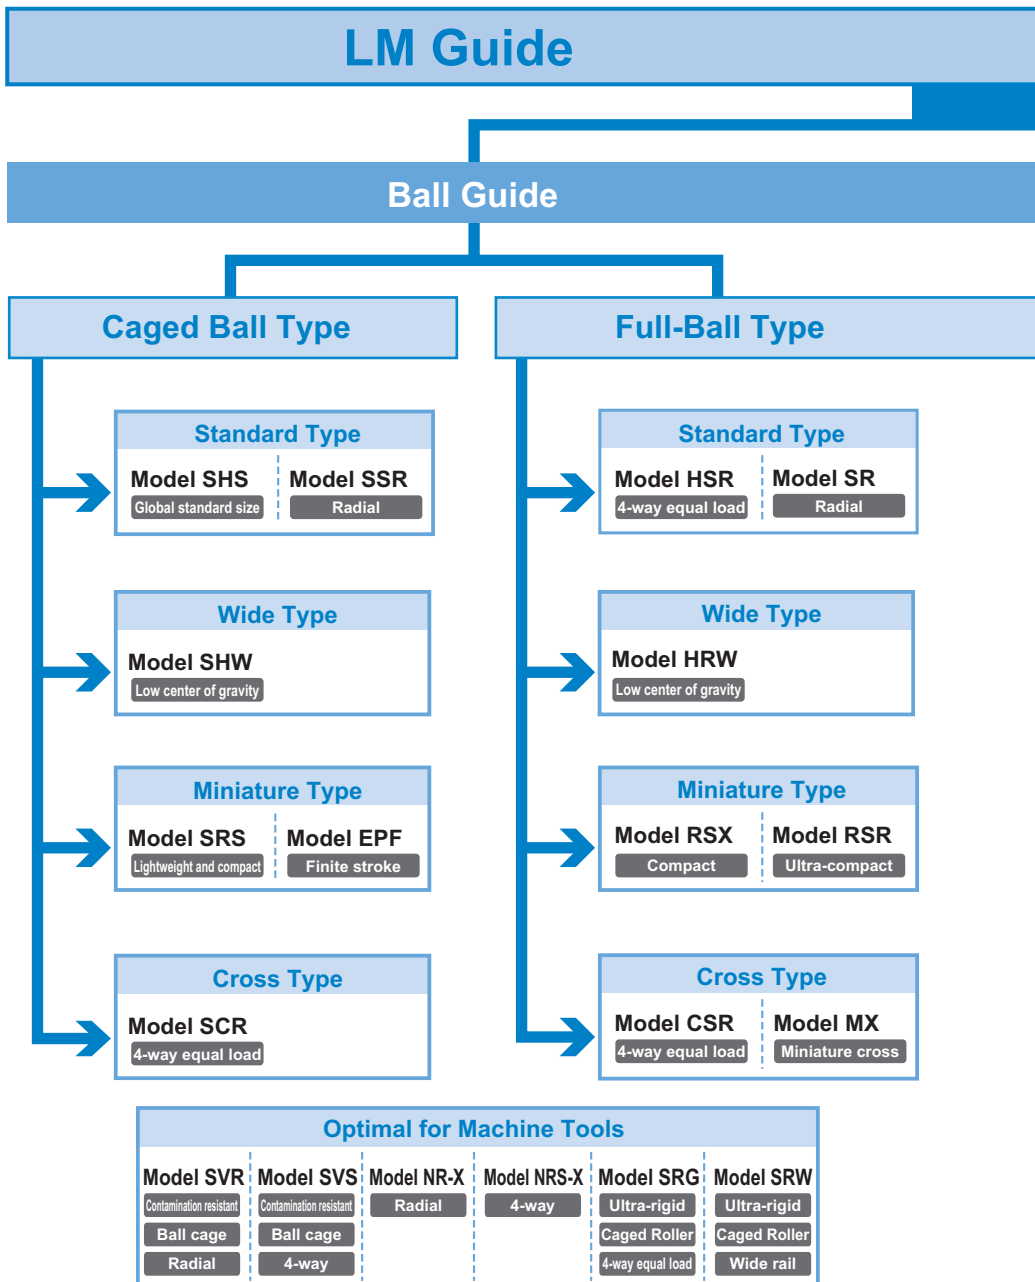 LM Guide
Ball Guide
Caged Ball Type
Full-Ball Type
Standard Type
Model SHS
Global standard size
Model SSR
Radial
Standard Type
Model HSR
4-way equal load
Model SR
Radial
Wide Type
Model SHW
Low center of gravity
Wide Type
Model HRW
Low center of gravity
Miniature Type
Model SRS
Lightweight and compact
Model EPF
Finite stroke
Miniature Type
Model RSX
Compact
Model RSR
Ultra-compact
Cross Type
Model SCR
4-way equal load
Cross Type
Model CSR
4-way equal load
Model MX
Miniature cross
Optimal for Machine Tools
Model SVR
Contamination resistant
Ball cage
Radial
Model SVS
Contamination resistant
Ball cage
4-way
Model NR-X
Radial
Model NRS-X
4-way
Model SRG
Ultra-rigid
Caged Roller
4-way equal load
Model SRW
Ultra-rigid
Caged Roller
Wide rail